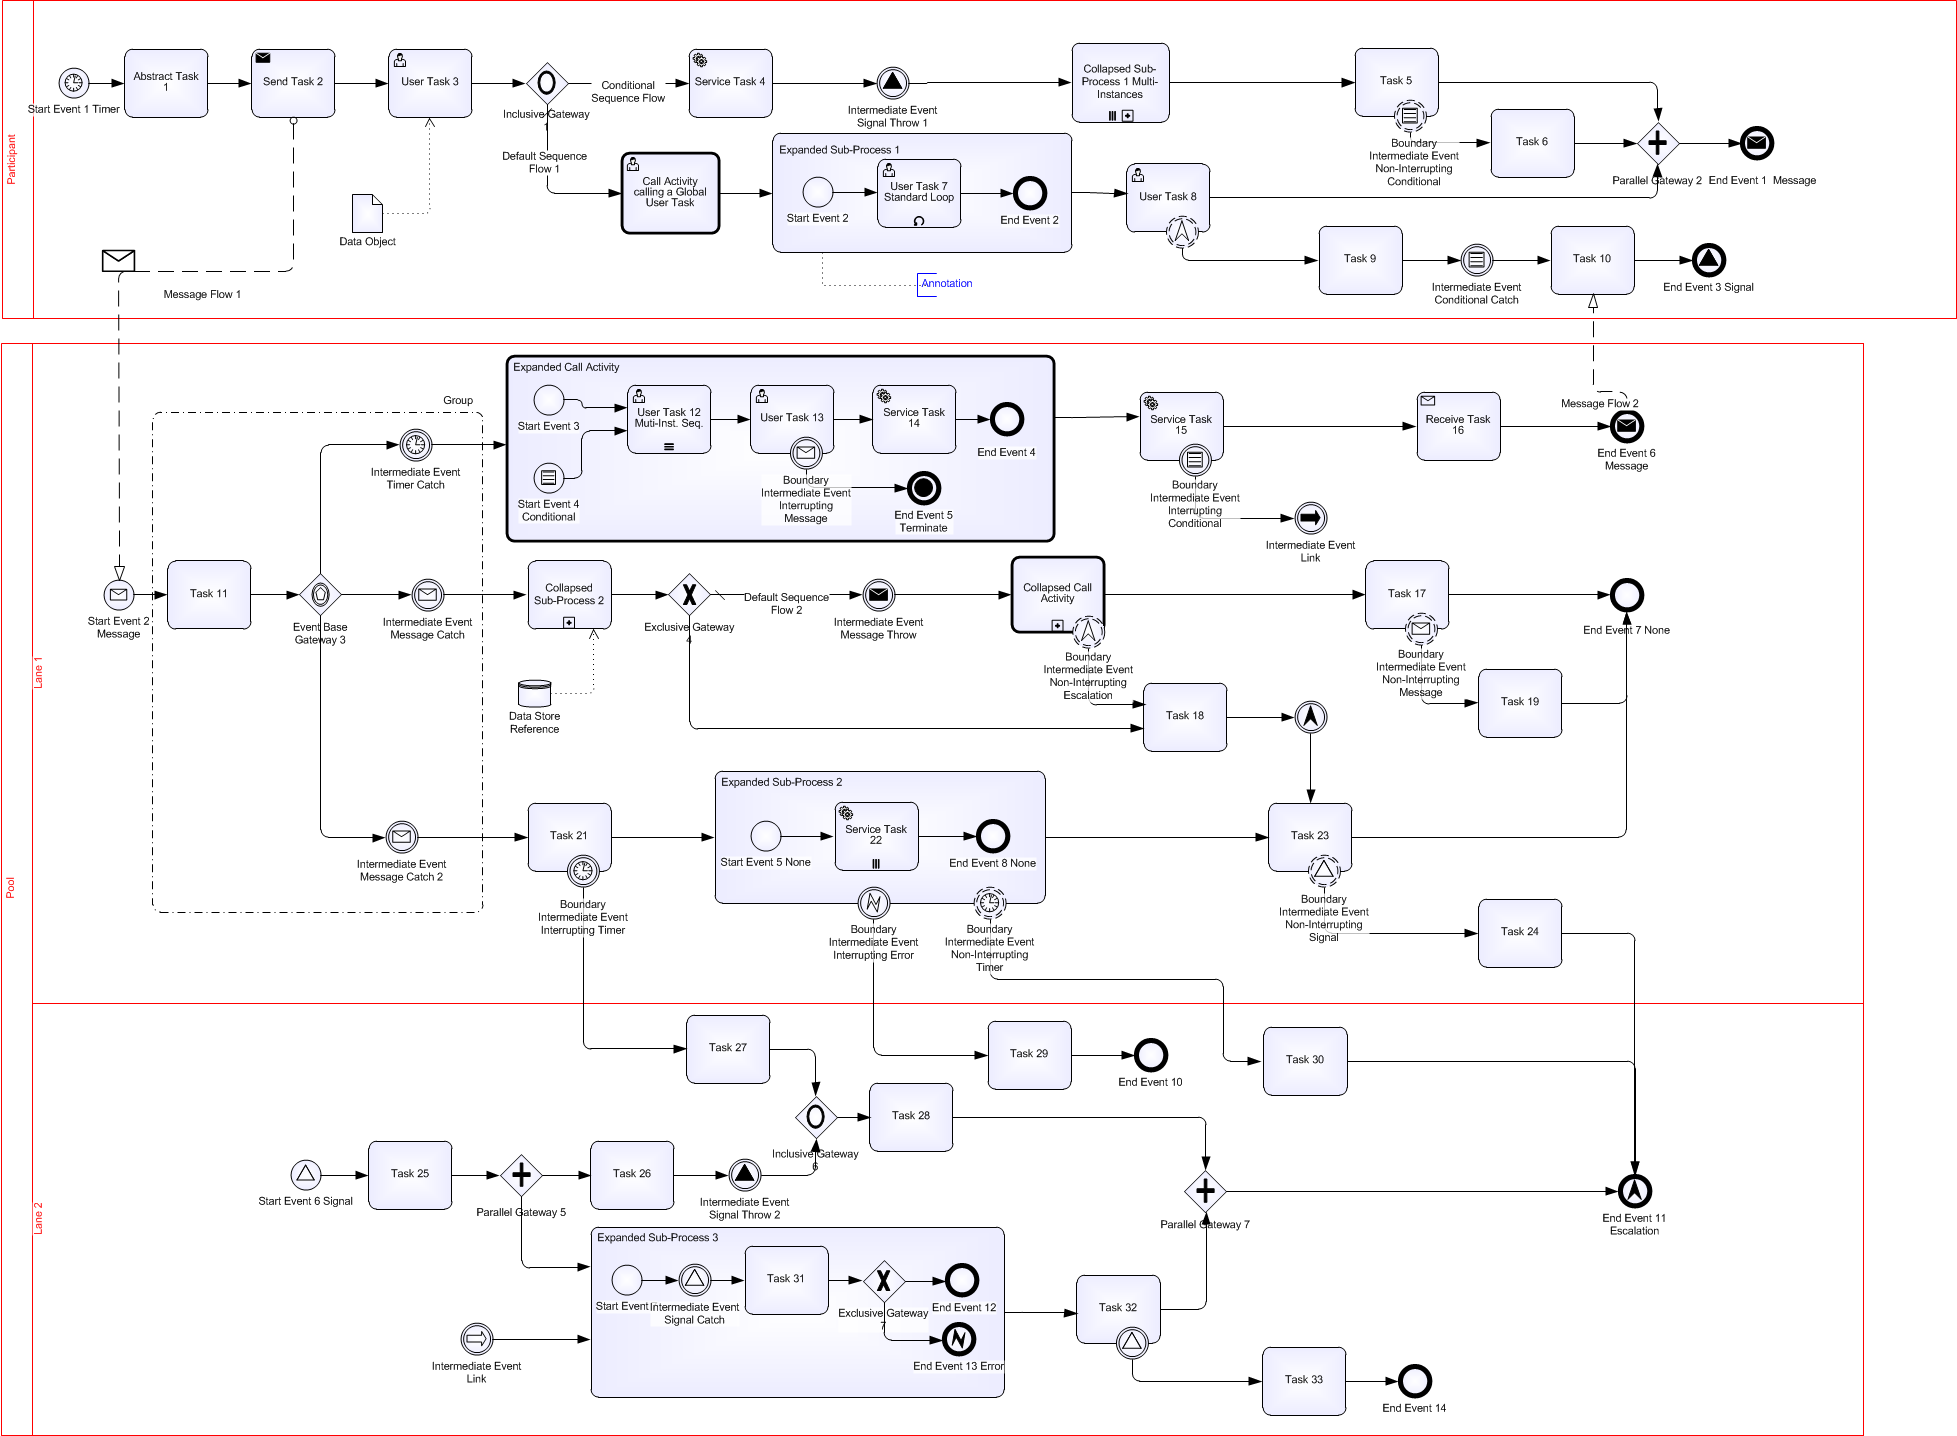 Participant
Start Event 1 Timer
Abstract Task
1
Send Task 2
User Task 3
Inclusive Gateway
1
Conditional
Sequence Flow
Service Task 4
Intermediate Event
Signal Throw 1
Collapsed Sub-
Process 1 Multi-
Instances
Task 5
Boundary
Intermediate Event
Non-Interrupting
Conditional
Task 6
Parallel Gateway 2
End Event 1 Message
Default Sequence
Flow 1
Call Activity
calling a Global
User Task
Expanded Sub-Process 1
Start Event 2
User Task 7
Standard Loop
End Event 2
User Task 8
Data Object
Annotation
Task 9
Intermediate Event
Conditional Catch
Task 10
End Event 3 Signal
Message Flow 1
Pool
Lane 1
Group
Expanded Call Activity
Start Event 3
User Task 12
Muti-Inst. Seq.
User Task 13
Service Task
14
End Event 4
Start Event 4
Conditional
Boundary
Intermediate Event
Interrupting
Message
End Event 5
Terminate
Service Task
15
Boundary
Intermediate Event
Interrupting
Conditional
Intermediate Event
Link
Receive Task
16
Message Flow 2
End Event 6
Message
Intermediate Event
Timer Catch
Start Event 2
Message
Task 11
Event Base
Gateway 3
Intermediate Event
Message Catch
Collapsed
Sub-Process 2
Exclusive Gateway
4
Default Sequence
Flow 2
Intermediate Event
Message Throw
Collapsed Call
Activity
Boundary
Intermediate Event
Non-Interrupting
Escalation
Task 17
Boundary
Intermediate Event
Non-Interrupting
Message
End Event 7 None
Data Store
Reference
Task 18
Task 19
Intermediate Event
Message Catch 2
Task 21
Boundary
Intermediate Event
Interrupting Timer
Expanded Sub-Process 2
Start Event 5 None
Service Task
22
End Event 8 None
Boundary
Intermediate Event
Interrupting Error
Boundary
Intermediate Event
Non-Interrupting
Timer
Task 23
Boundary
Intermediate Event
Non-Interrupting
Signal
Task 24
Lane 2
Task 27
Task 29
End Event 10
Task 30
Task 28
Inclusive Gateway
6
Start Event 6 Signal
Task 25
Parallel Gateway 5
Task 26
Intermediate Event
Signal Throw 2
Parallel Gateway 7
End Event 11
Escalation
Expanded Sub-Process 3
Start Event
Intermediate Event
Signal Catch
Task 31
Exclusive Gateway
7
End Event 12
End Event 13 Error
Intermediate Event
Link
Task 32
Task 33
End Event 14